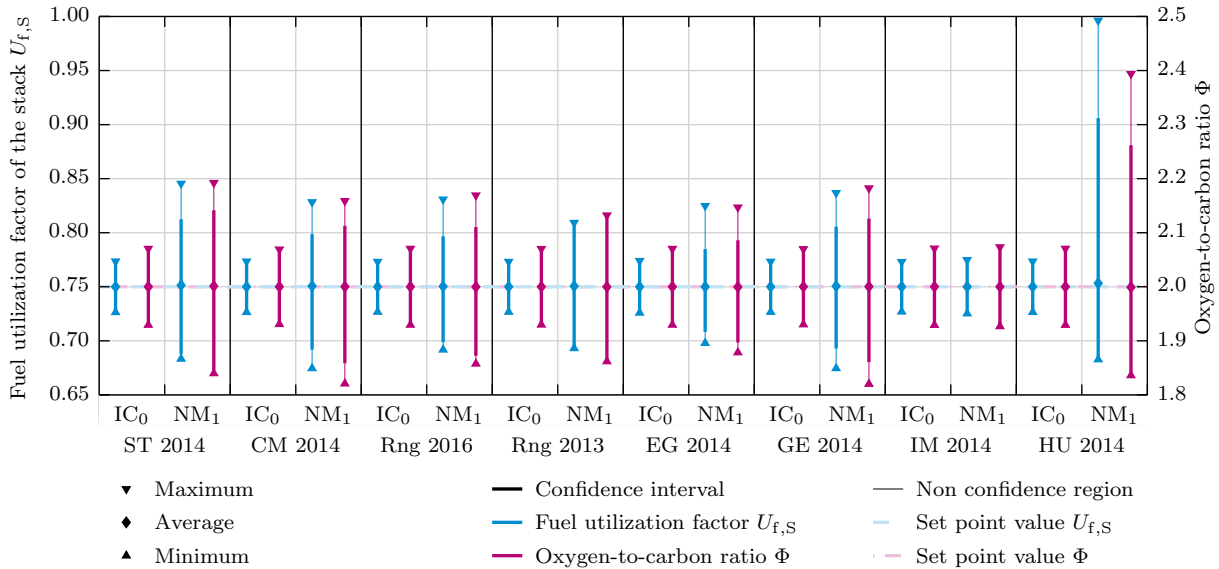 Fuel utilization factor of the stack U_f,S
1.00
0.95
0.90
0.85
0.80
0.75
0.70
0.65
2.5
2.4
2.3
2.2
2.1
2.0
1.9
1.8
Oxygen-to-carbon ratio Φ
IC₀ NM₁ IC₀ NM₁ IC₀ NM₁ IC₀ NM₁ IC₀ NM₁ IC₀ NM₁ IC₀ NM₁ IC₀ NM₁
ST 2014 CM 2014 Rng 2016 Rng 2013 EG 2014 GE 2014 IM 2014 HU 2014
Maximum Confidence interval Non confidence region
Average Fuel utilization factor U_f,S Set point value U_f,S
Minimum Oxygen-to-carbon ratio Φ Set point value Φ